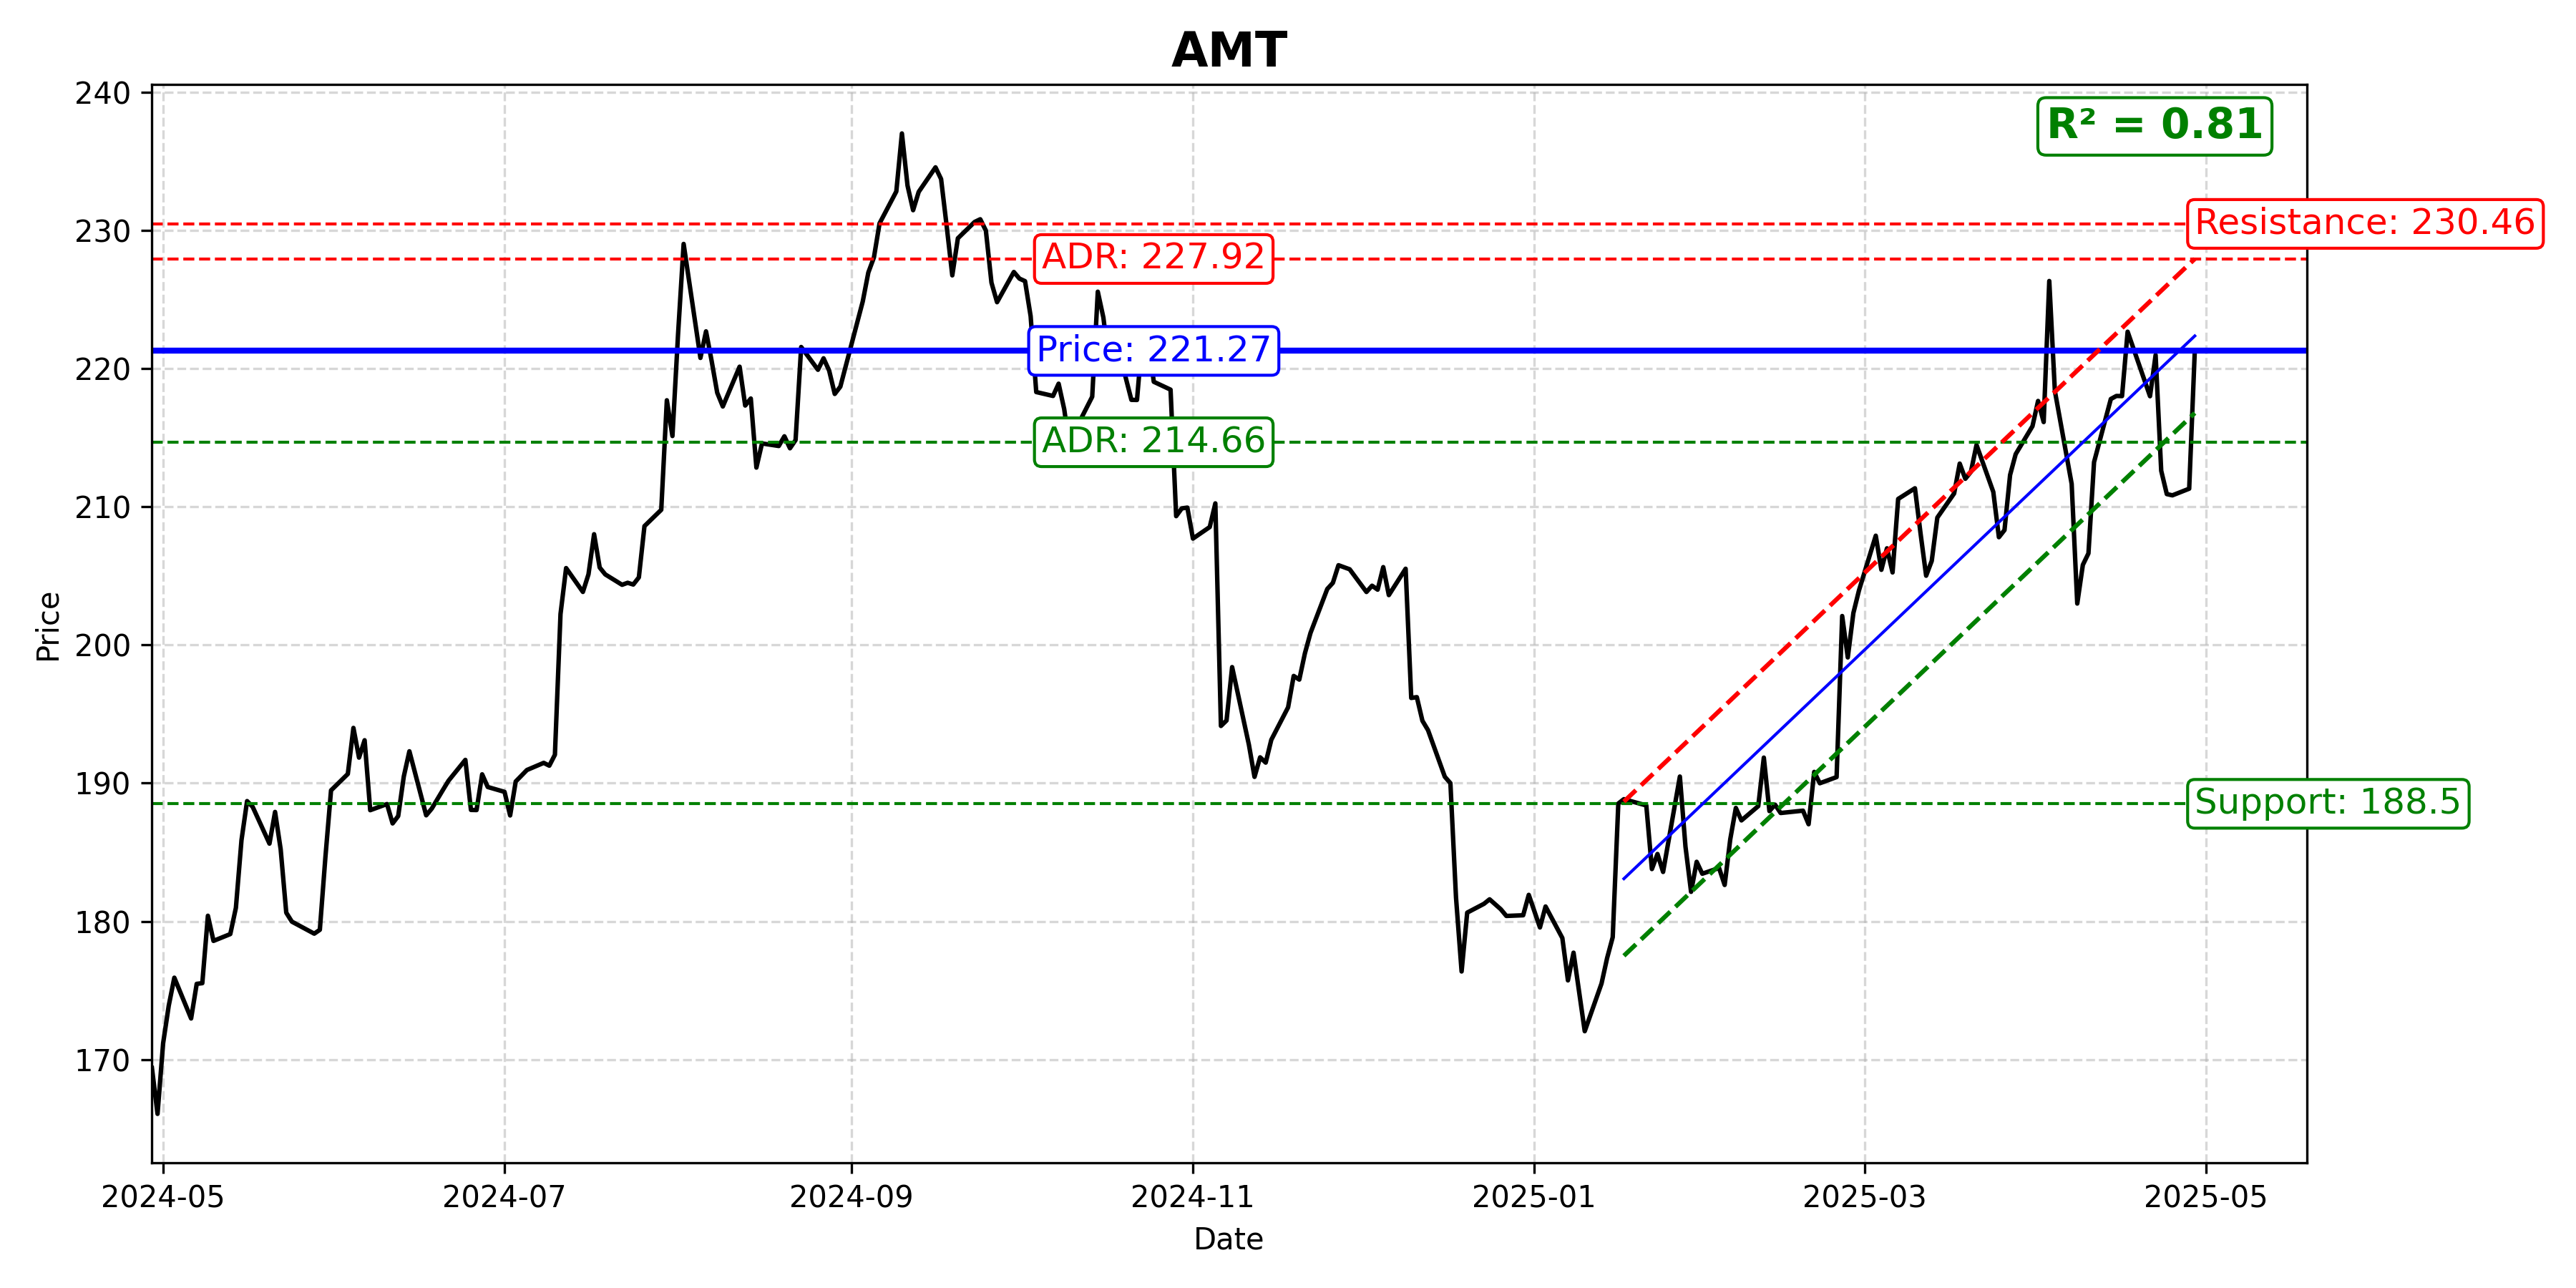 AMT
240
230
220
210
200
190
180
170
Price
R² = 0.81
Resistance: 230.46
ADR: 227.92
Price: 221.27
ADR: 214.66
Support: 188.5
2024-05
2024-07
2024-09
2024-11
2025-01
2025-03
2025-05
Date